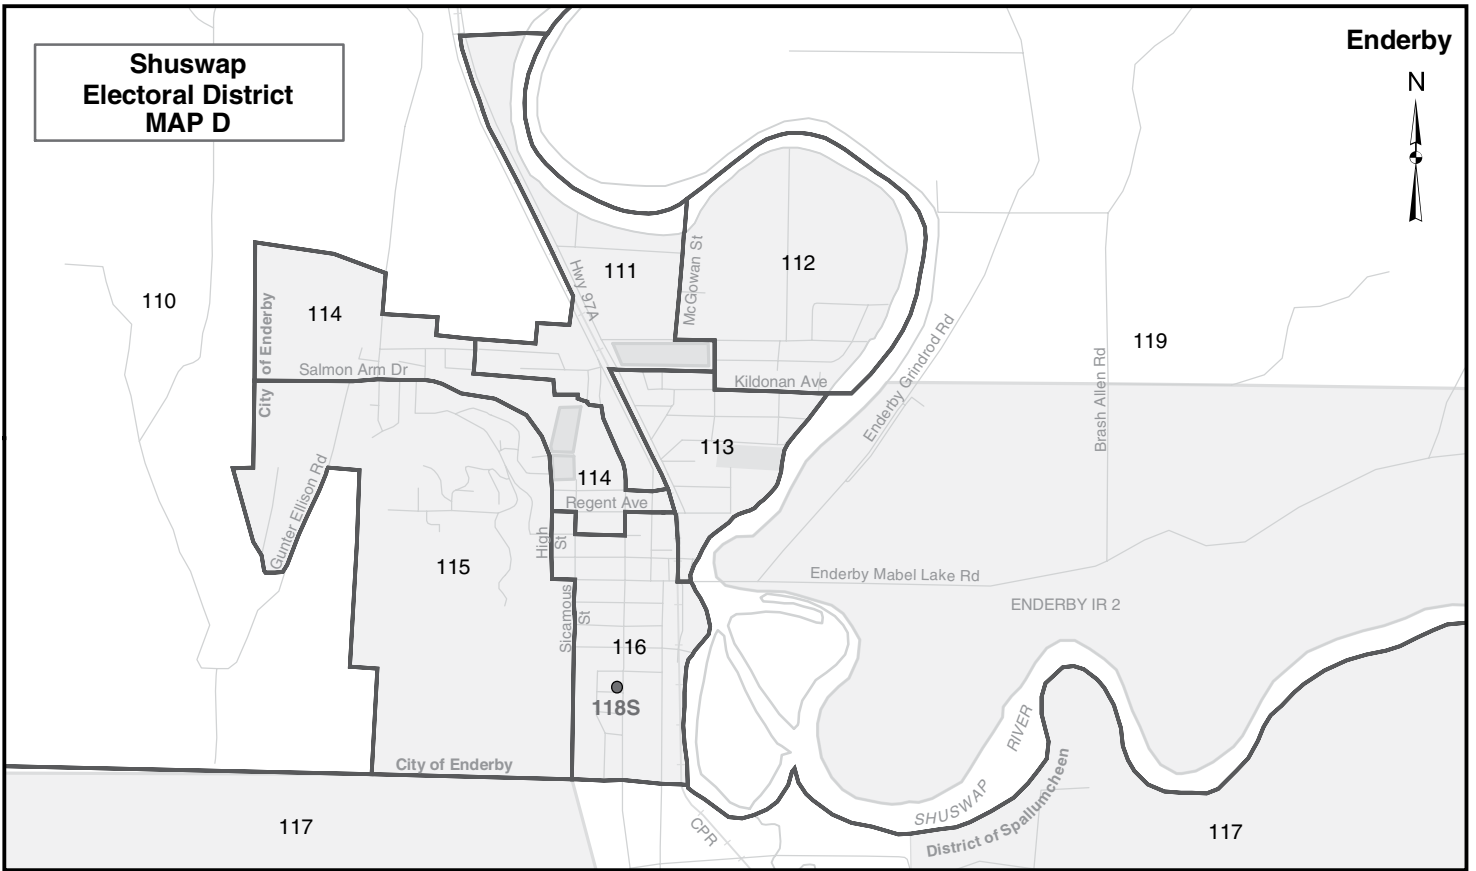 Shuswap
Electoral District
MAP D
Enderby
N
111
112
McGowan St
Hwy 97A
110
114
City of Enderby
119
Salmon Arm Dr
Kildonan Ave
Enderby Grindrod Rd
Brash Allen Rd
113
114
Gunter Ellison Rd
Regent Ave
High
St
115
Enderby Mabel Lake Rd
ENDERBY IR 2
Sicamous
St
116
118S
SHUSWAP RIVER
City of Enderby
District of Spallumcheen
CPR
117
117